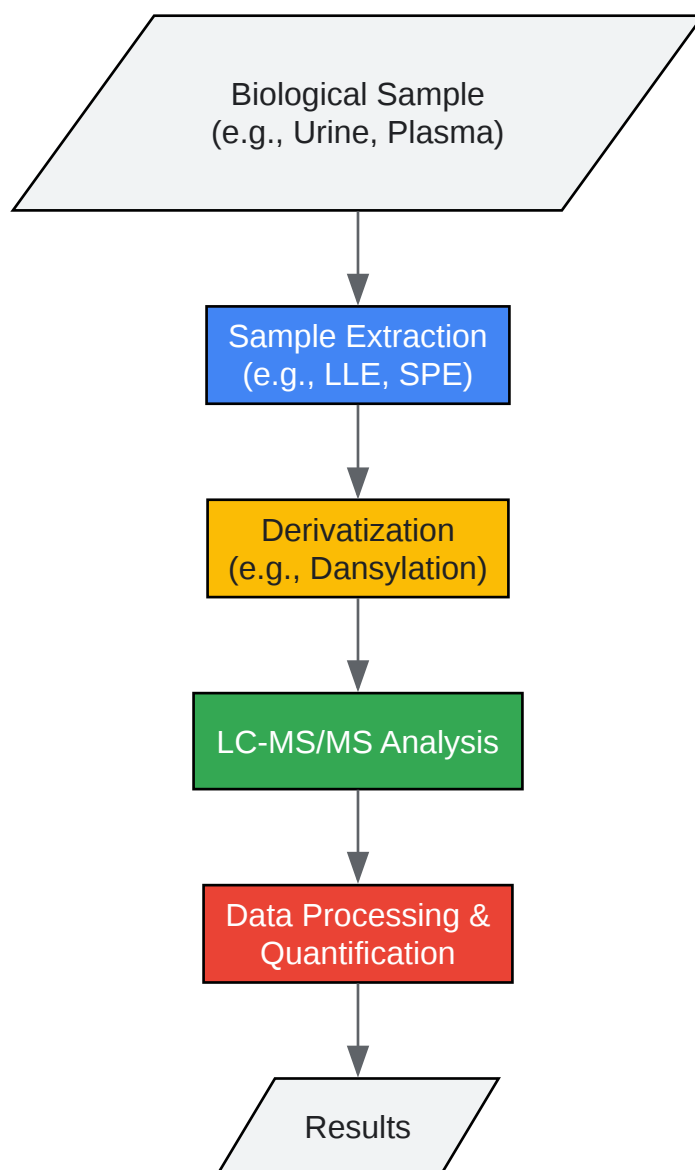 Biological Sample
(e.g., Urine, Plasma)
Sample Extraction
(e.g., LLE, SPE)
Derivatization
(e.g., Dansylation)
LC-MS/MS Analysis
Data Processing &
Quantification
Results